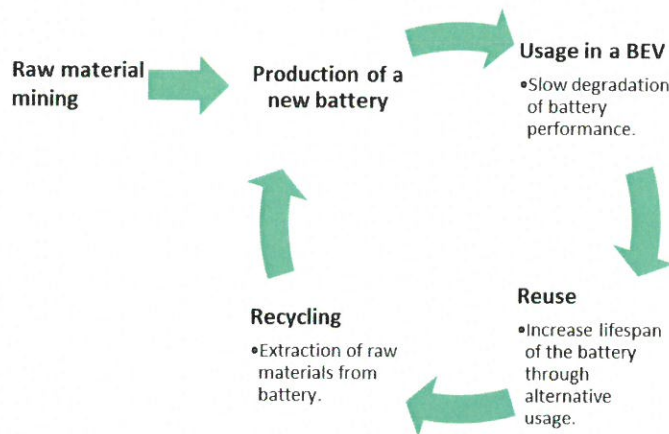 Raw material
mining
Production of a
new battery
Usage in a BEV
•Slow degradation
of battery
performance.
Reuse
•Increase lifespan
of the battery
through
alternative
usage.
Recycling
•Extraction of raw
materials from
battery.